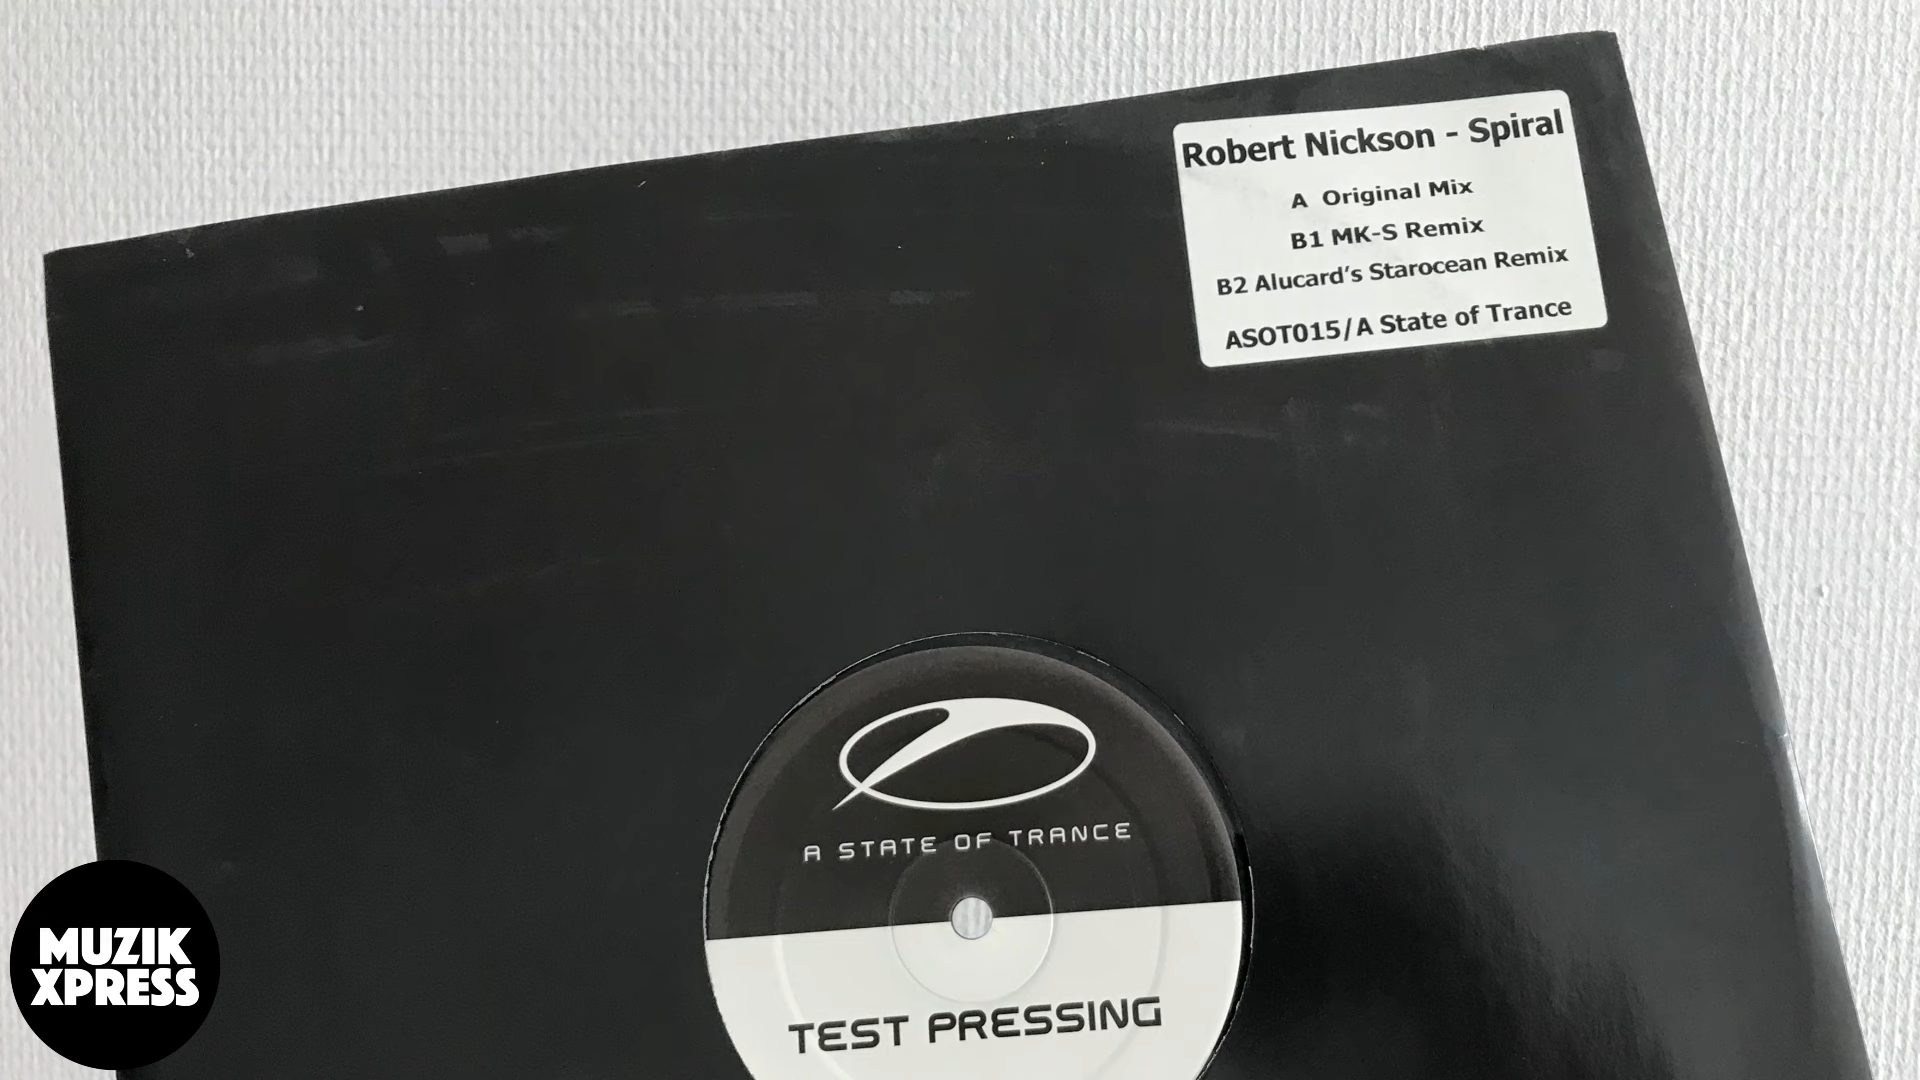 Robert Nickson - Spiral
A Original Mix
B1 MK-S Remix
B2 Alucard's Starocean Remix
ASOT015/A State of Trance
A STATE OF TRANCE
TEST PRESSING
MUZIK
XPRESS